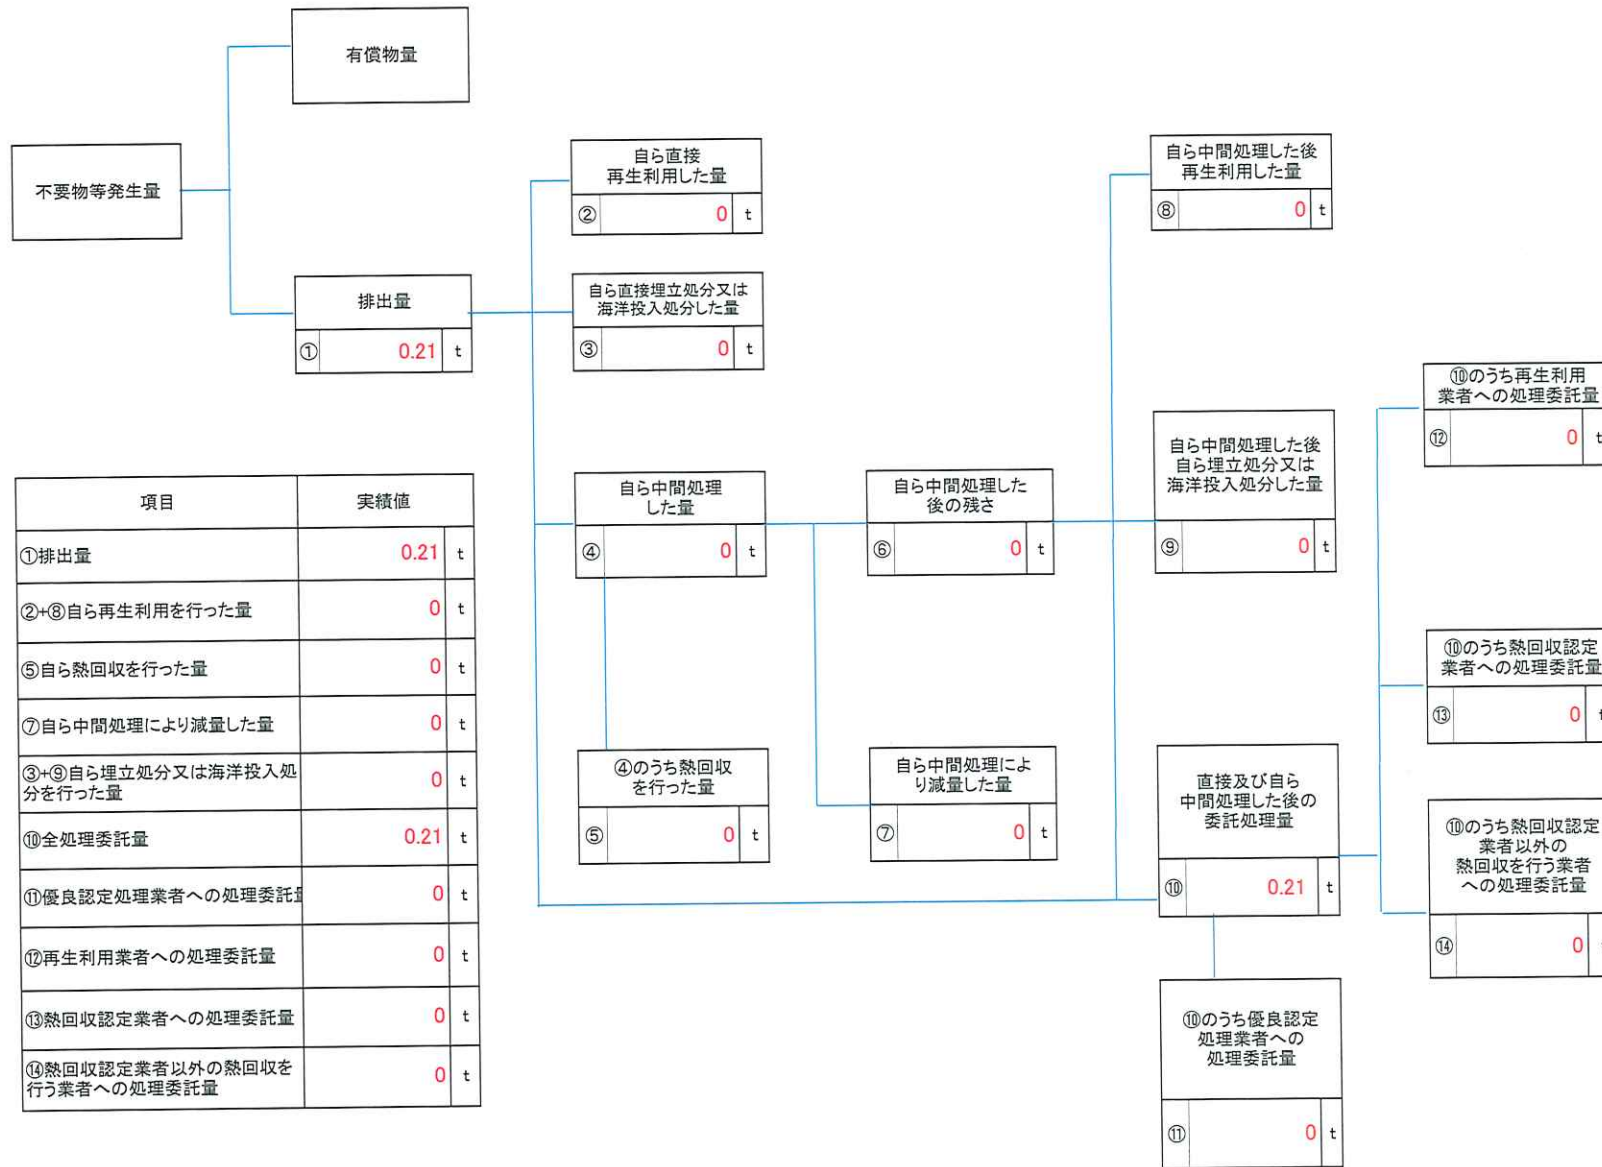 有償物量
不要物等発生量
排出量
① 0.21 t
自ら直接
再生利用した量
② 0 t
自ら直接埋立処分又は
海洋投入処分した量
③ 0 t
自ら中間処理
した量
④ 0 t
④のうち熱回収
を行った量
⑤ 0 t
自ら中間処理した
後の残さ
⑥ 0 t
自ら中間処理によ
り減量した量
⑦ 0 t
自ら中間処理した後
再生利用した量
⑧ 0 t
自ら中間処理した後
自ら埋立処分又は
海洋投入処分した量
⑨ 0 t
直接及び自ら
中間処理した後の
委託処理量
⑩ 0.21 t
⑩のうち優良認定
処理業者への
処理委託量
⑪ 0 t
⑩のうち再生利用
業者への処理委託量
⑫ 0 t
⑩のうち熱回収認定
業者への処理委託量
⑬ 0 t
⑩のうち熱回収認定
業者以外の
熱回収を行う業者
への処理委託量
⑭ 0 t
項目 実績値
①排出量 0.21 t
②+⑧自ら再生利用を行った量 0 t
⑤自ら熱回収を行った量 0 t
⑦自ら中間処理により減量した量 0 t
③+⑨自ら埋立処分又は海洋投入処
分を行った量 0 t
⑩全処理委託量 0.21 t
⑪優良認定処理業者への処理委託量 0 t
⑫再生利用業者への処理委託量 0 t
⑬熱回収認定業者への処理委託量 0 t
⑭熱回収認定業者以外の熱回収を
行う業者への処理委託量 0 t